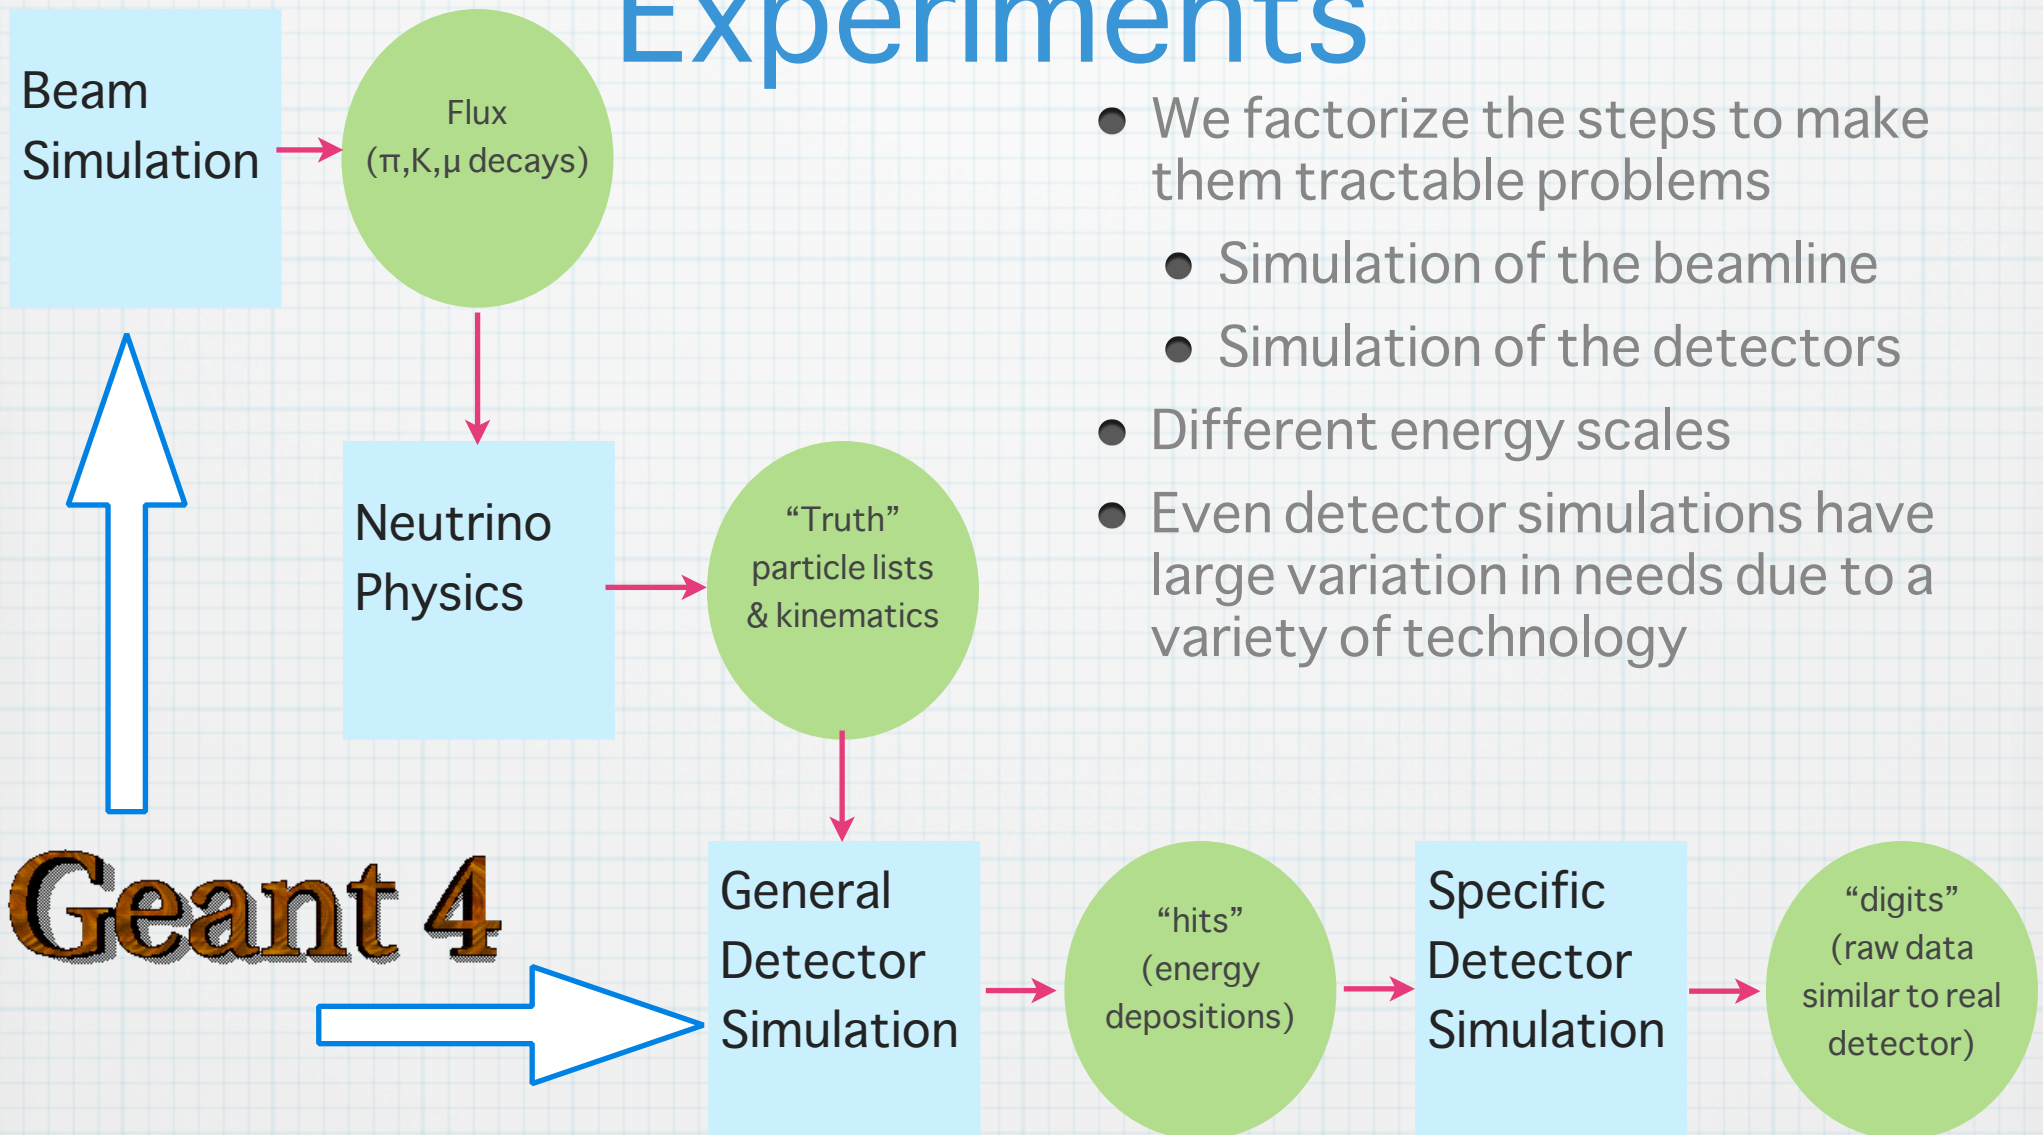 Experiments
Beam
Simulation
Flux
(π,K,μ decays)
• We factorize the steps to make
them tractable problems
• Simulation of the beamline
• Simulation of the detectors
• Different energy scales
• Even detector simulations have
large variation in needs due to a
variety of technology
Neutrino
Physics
“Truth”
particle lists
& kinematics
Geant 4
General
Detector
Simulation
“hits”
(energy
depositions)
Specific
Detector
Simulation
“digits”
(raw data
similar to real
detector)